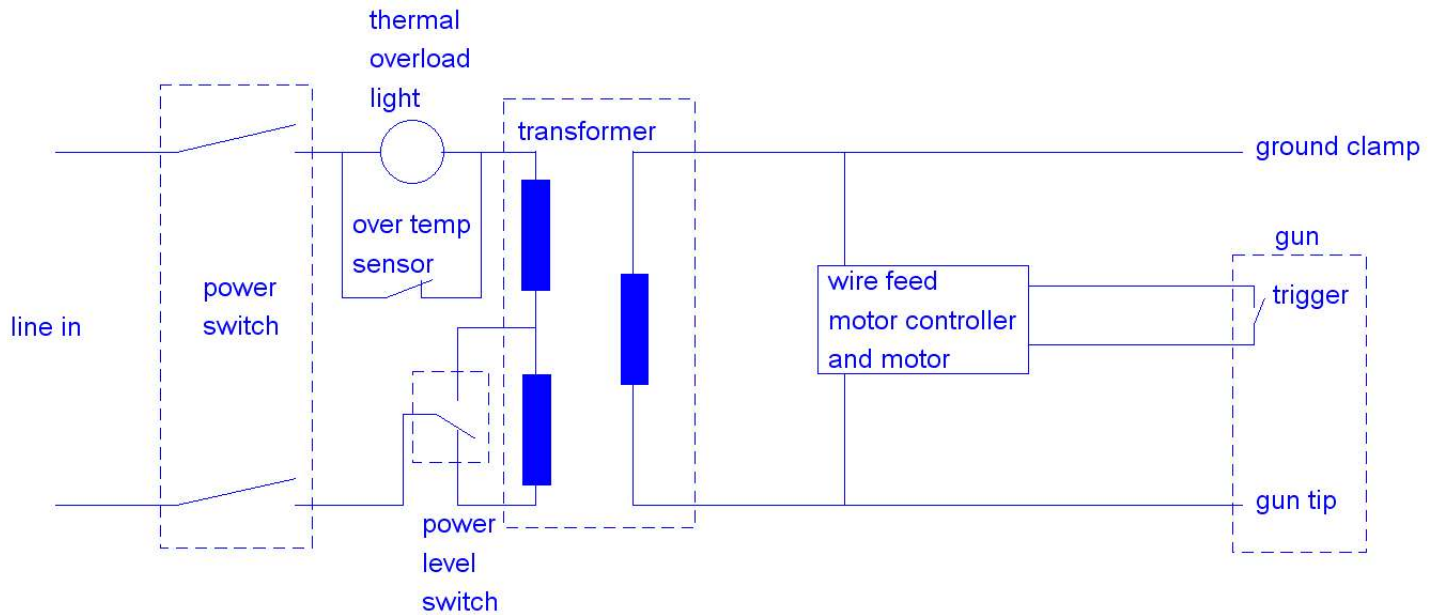 thermal
overload
light
transformer
ground clamp
over temp
sensor
gun
wire feed
motor controller
and motor
trigger
power
switch
line in
gun tip
power
level
switch